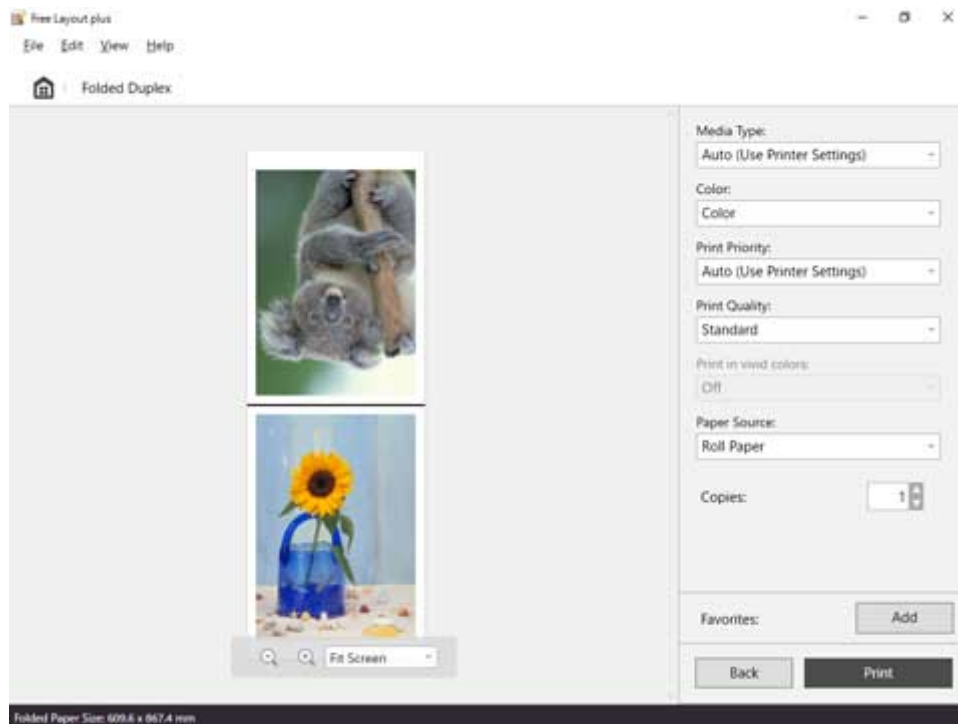 Free Layout plus
File Edit View Help
Folded Duplex
Media Type:
Auto (Use Printer Settings)
Color:
Color
Print Priority:
Auto (Use Printer Settings)
Print Quality:
Standard
Print in vivid colors:
Off
Paper Source:
Roll Paper
Copies: 1
Favorites: Add
Fit Screen
Back Print
Folded Paper Size: 609.6 x 867.4 mm